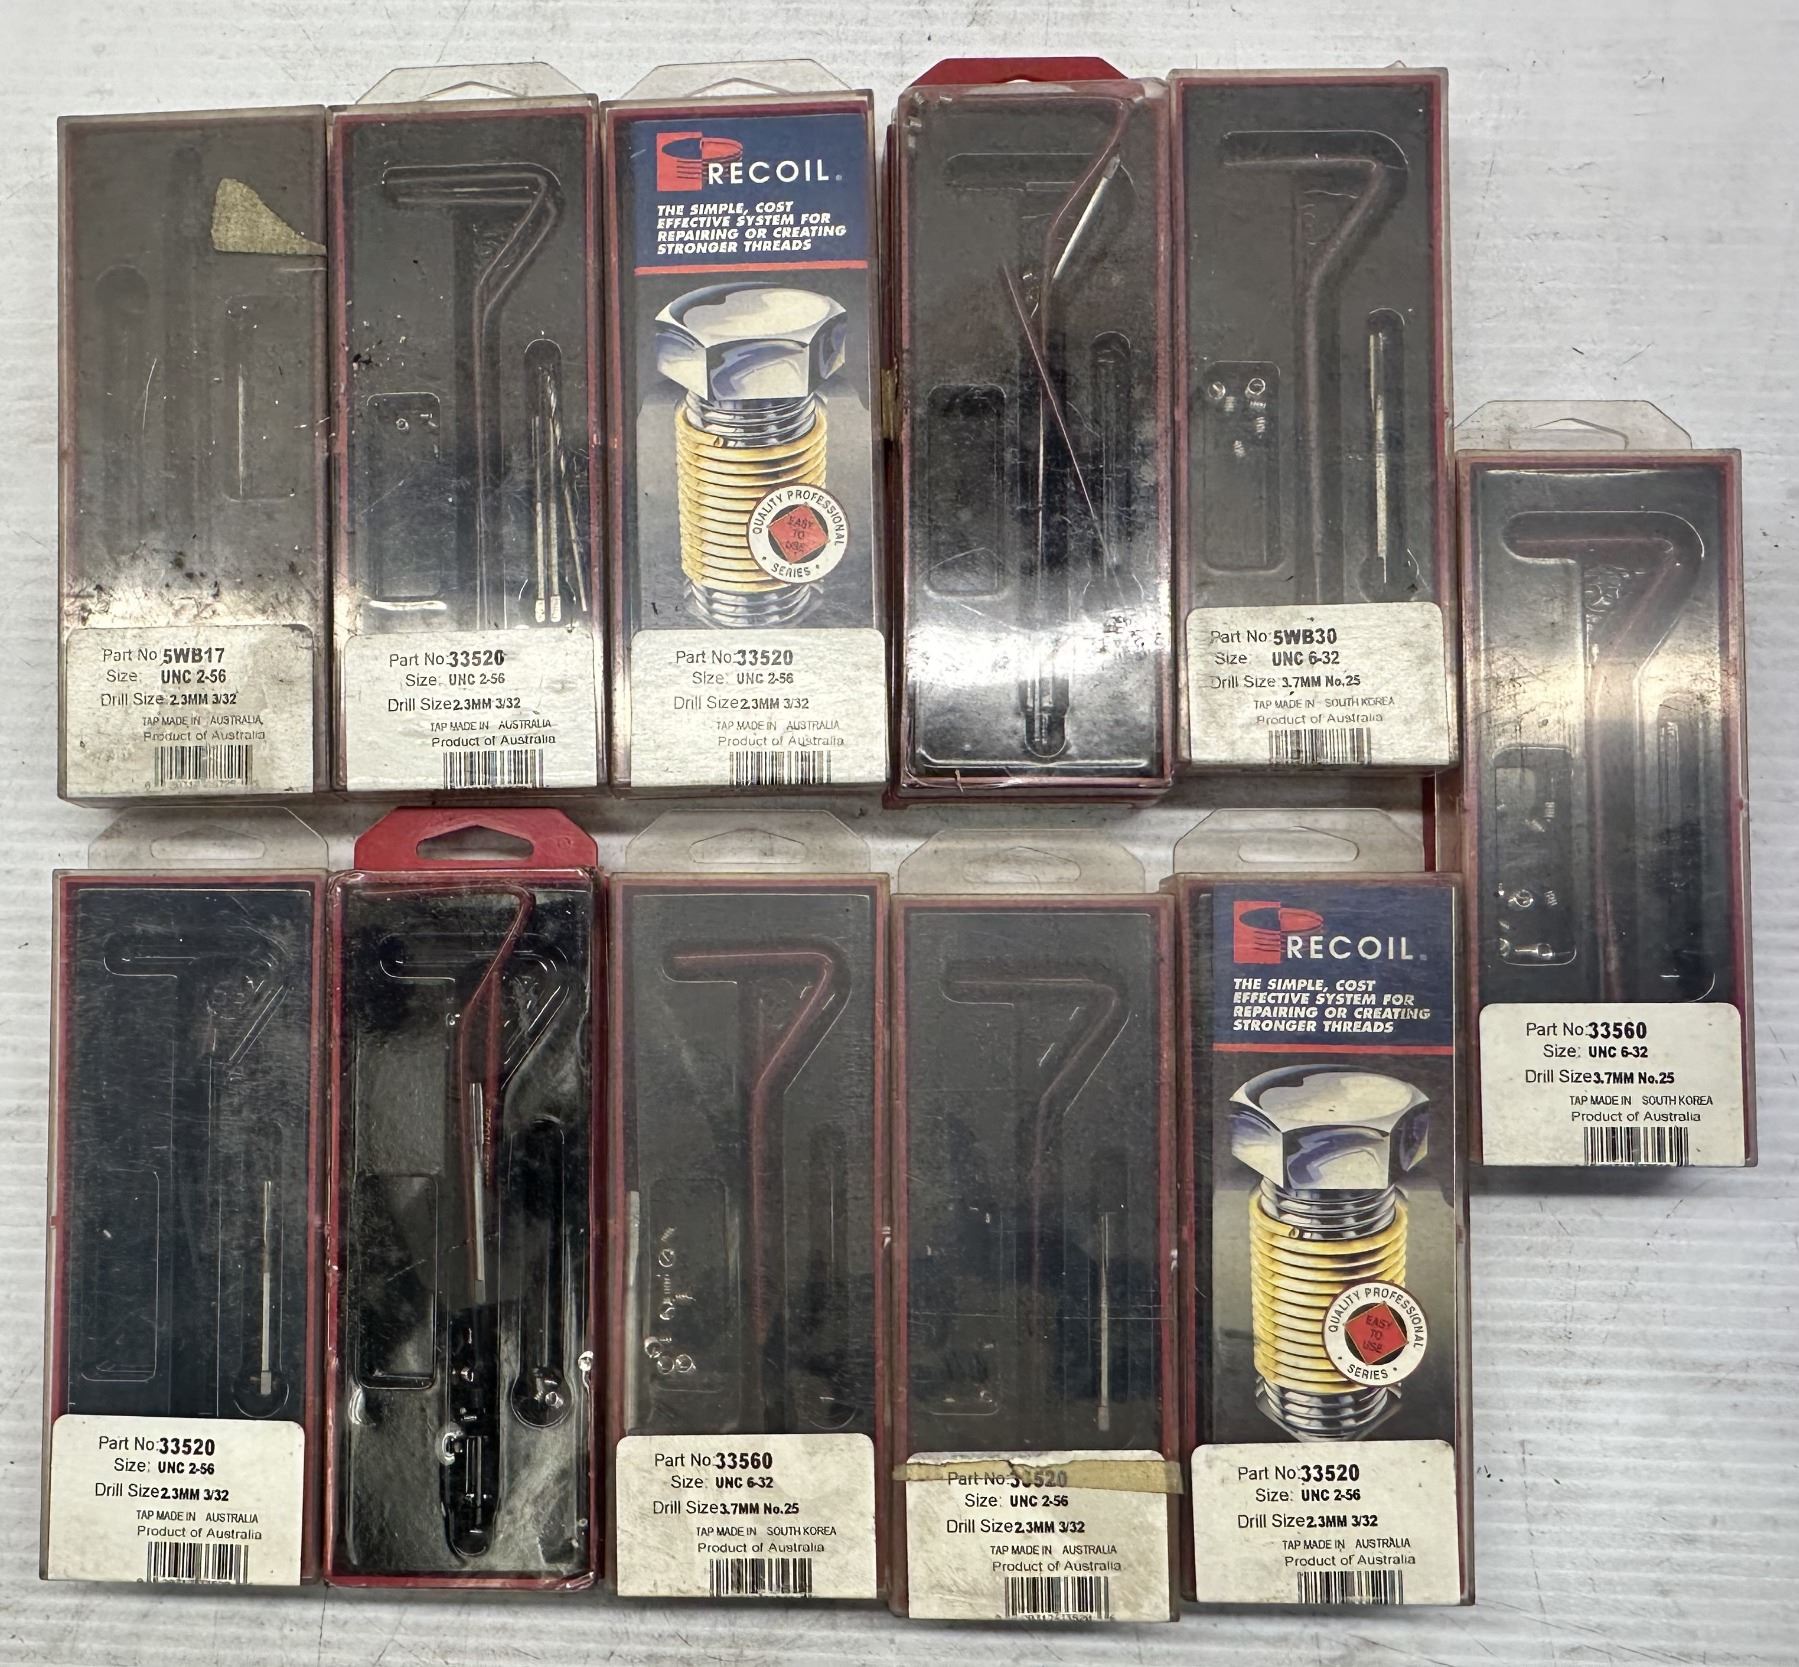 Part No: 5WB17
Size: UNC 2-56
Drill Size 2.3MM 3/32
TAP MADE IN AUSTRALIA
Product of Australia
Part No: 33520
Size: UNC 2-56
Drill Size 2.3MM 3/32
TAP MADE IN AUSTRALIA
Product of Australia
RECOIL®
THE SIMPLE, COST
EFFECTIVE SYSTEM FOR
REPAIRING OR CREATING
STRONGER THREADS
QUALITY PROFESSIONAL
EASY
TO
USE
• SERIES •
Part No: 33520
Size: UNC 2-56
Drill Size 2.3MM 3/32
TAP MADE IN AUSTRALIA
Product of Australia
Part No: 5WB30
Size: UNC 6-32
Drill Size 3.7MM No.25
TAP MADE IN SOUTH KOREA
Product of Australia
Part No: 33560
Size: UNC 6-32
Drill Size 3.7MM No.25
TAP MADE IN SOUTH KOREA
Product of Australia
Part No: 33520
Size: UNC 2-56
Drill Size 2.3MM 3/32
TAP MADE IN AUSTRALIA
Product of Australia
Part No: 33560
Size: UNC 6-32
Drill Size 3.7MM No.25
TAP MADE IN SOUTH KOREA
Product of Australia
Part No: 33520
Size: UNC 2-56
Drill Size 2.3MM 3/32
TAP MADE IN AUSTRALIA
Product of Australia
RECOIL®
THE SIMPLE, COST
EFFECTIVE SYSTEM FOR
REPAIRING OR CREATING
STRONGER THREADS
QUALITY PROFESSIONAL
EASY
TO
USE
• SERIES •
Part No: 33520
Size: UNC 2-56
Drill Size 2.3MM 3/32
TAP MADE IN AUSTRALIA
Product of Australia